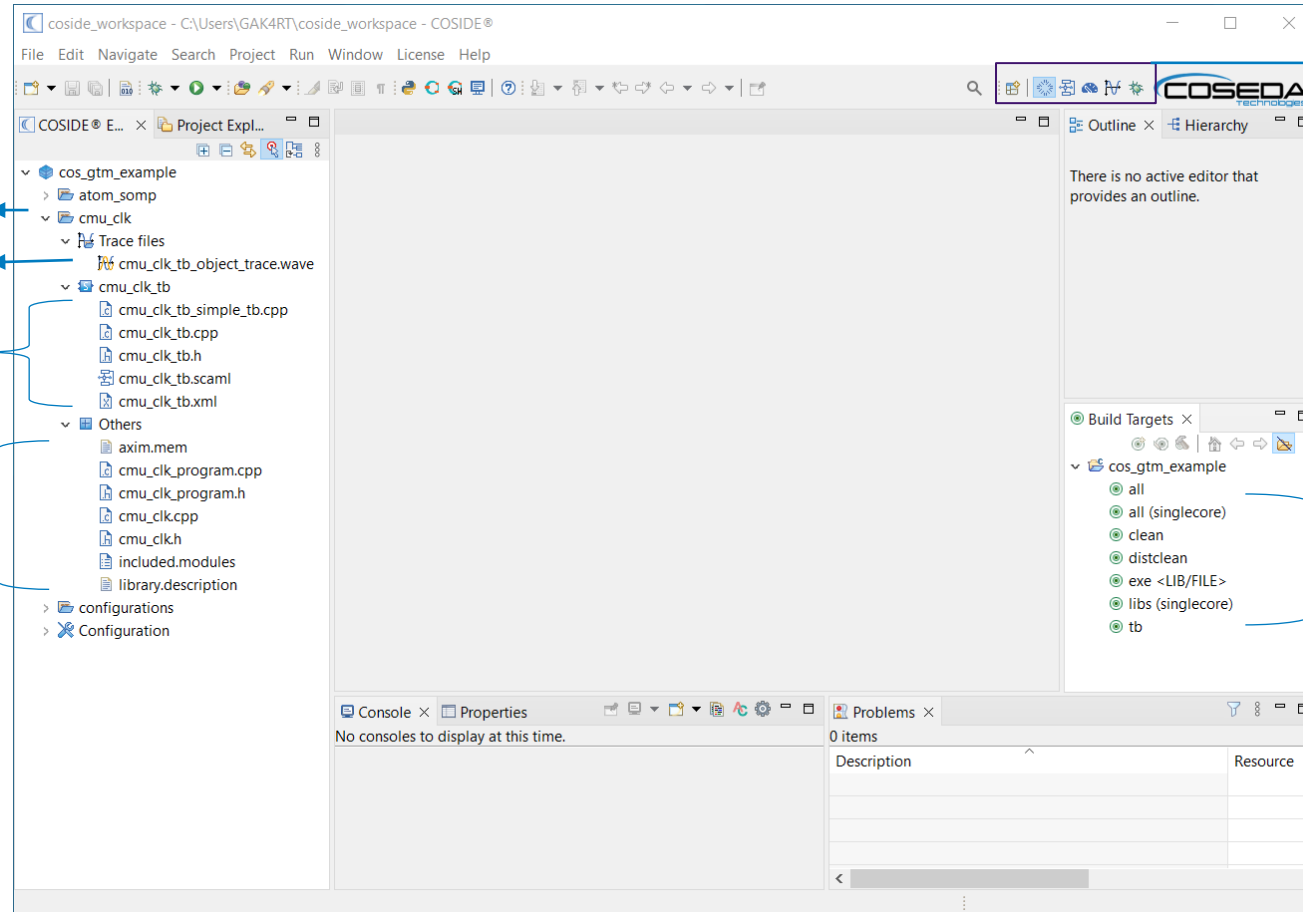 coside_workspace - C:\Users\GAK4RT\coside_workspace - COSIDE®
File Edit Navigate Search Project Run Window License Help
COSEDA
Technologies
COSIDE® E...
Project Expl...
cos_gtm_example
atom_somp
cmu_clk
Trace files
cmu_clk_tb_object_trace.wave
cmu_clk_tb
cmu_clk_tb_simple_tb.cpp
cmu_clk_tb.cpp
cmu_clk_tb.h
cmu_clk_tb.scaml
cmu_clk_tb.xml
Others
axim.mem
cmu_clk_program.cpp
cmu_clk_program.h
cmu_clk.cpp
cmu_clk.h
included.modules
library.description
configurations
Configuration
Outline
Hierarchy
There is no active editor that
provides an outline.
Build Targets
cos_gtm_example
all
all (singlecore)
clean
distclean
exe <LIB/FILE>
libs (singlecore)
tb
Console
Properties
No consoles to display at this time.
Problems
0 items
Description Resource